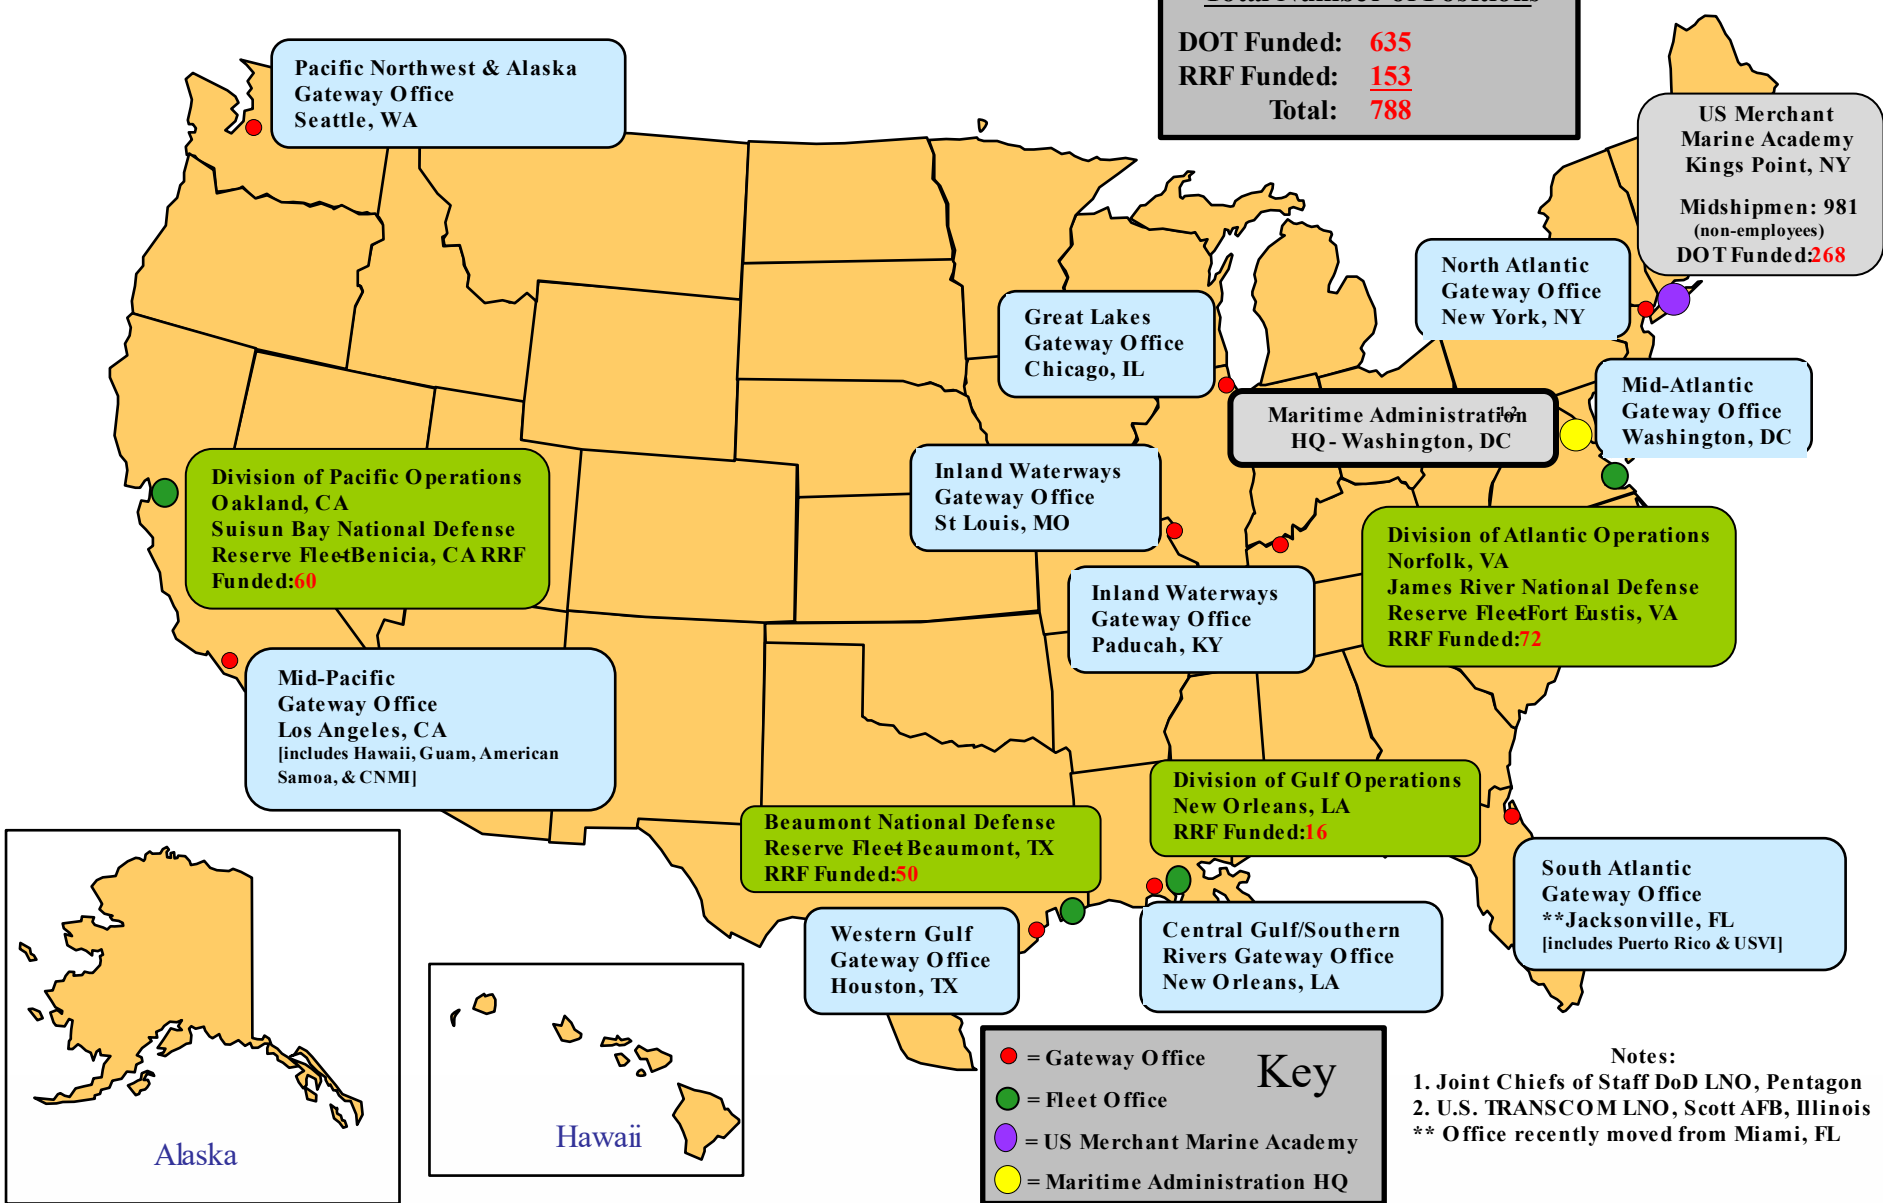 Total Number of Positions
DOT Funded: 635
RRF Funded: 153
Total: 788
Pacific Northwest & Alaska
Gateway Office
Seattle, WA
US Merchant
Marine Academy
Kings Point, NY
Midshipmen: 981
(non-employees)
DOT Funded:268
North Atlantic
Gateway Office
New York, NY
Great Lakes
Gateway Office
Chicago, IL
Mid-Atlantic
Gateway Office
Washington, DC
Maritime Administration 1,2
HQ - Washington, DC
Inland Waterways
Gateway Office
St Louis, MO
Division of Pacific Operations
Oakland, CA
Suisun Bay National Defense
Reserve Fleet-Benicia, CA RRF
Funded:60
Division of Atlantic Operations
Norfolk, VA
James River National Defense
Reserve Fleet-Fort Eustis, VA
RRF Funded:72
Inland Waterways
Gateway Office
Paducah, KY
Mid-Pacific
Gateway Office
Los Angeles, CA
[includes Hawaii, Guam, American
Samoa, & CNMI]
Division of Gulf Operations
New Orleans, LA
RRF Funded:16
Beaumont National Defense
Reserve Fleet-Beaumont, TX
RRF Funded:50
South Atlantic
Gateway Office
**Jacksonville, FL
[includes Puerto Rico & USVI]
Western Gulf
Gateway Office
Houston, TX
Central Gulf/Southern
Rivers Gateway Office
New Orleans, LA
Alaska
Hawaii
Key
= Gateway Office
= Fleet Office
= US Merchant Marine Academy
= Maritime Administration HQ
Notes:
1. Joint Chiefs of Staff DoD LNO, Pentagon
2. U.S. TRANSCOM LNO, Scott AFB, Illinois
** Office recently moved from Miami, FL